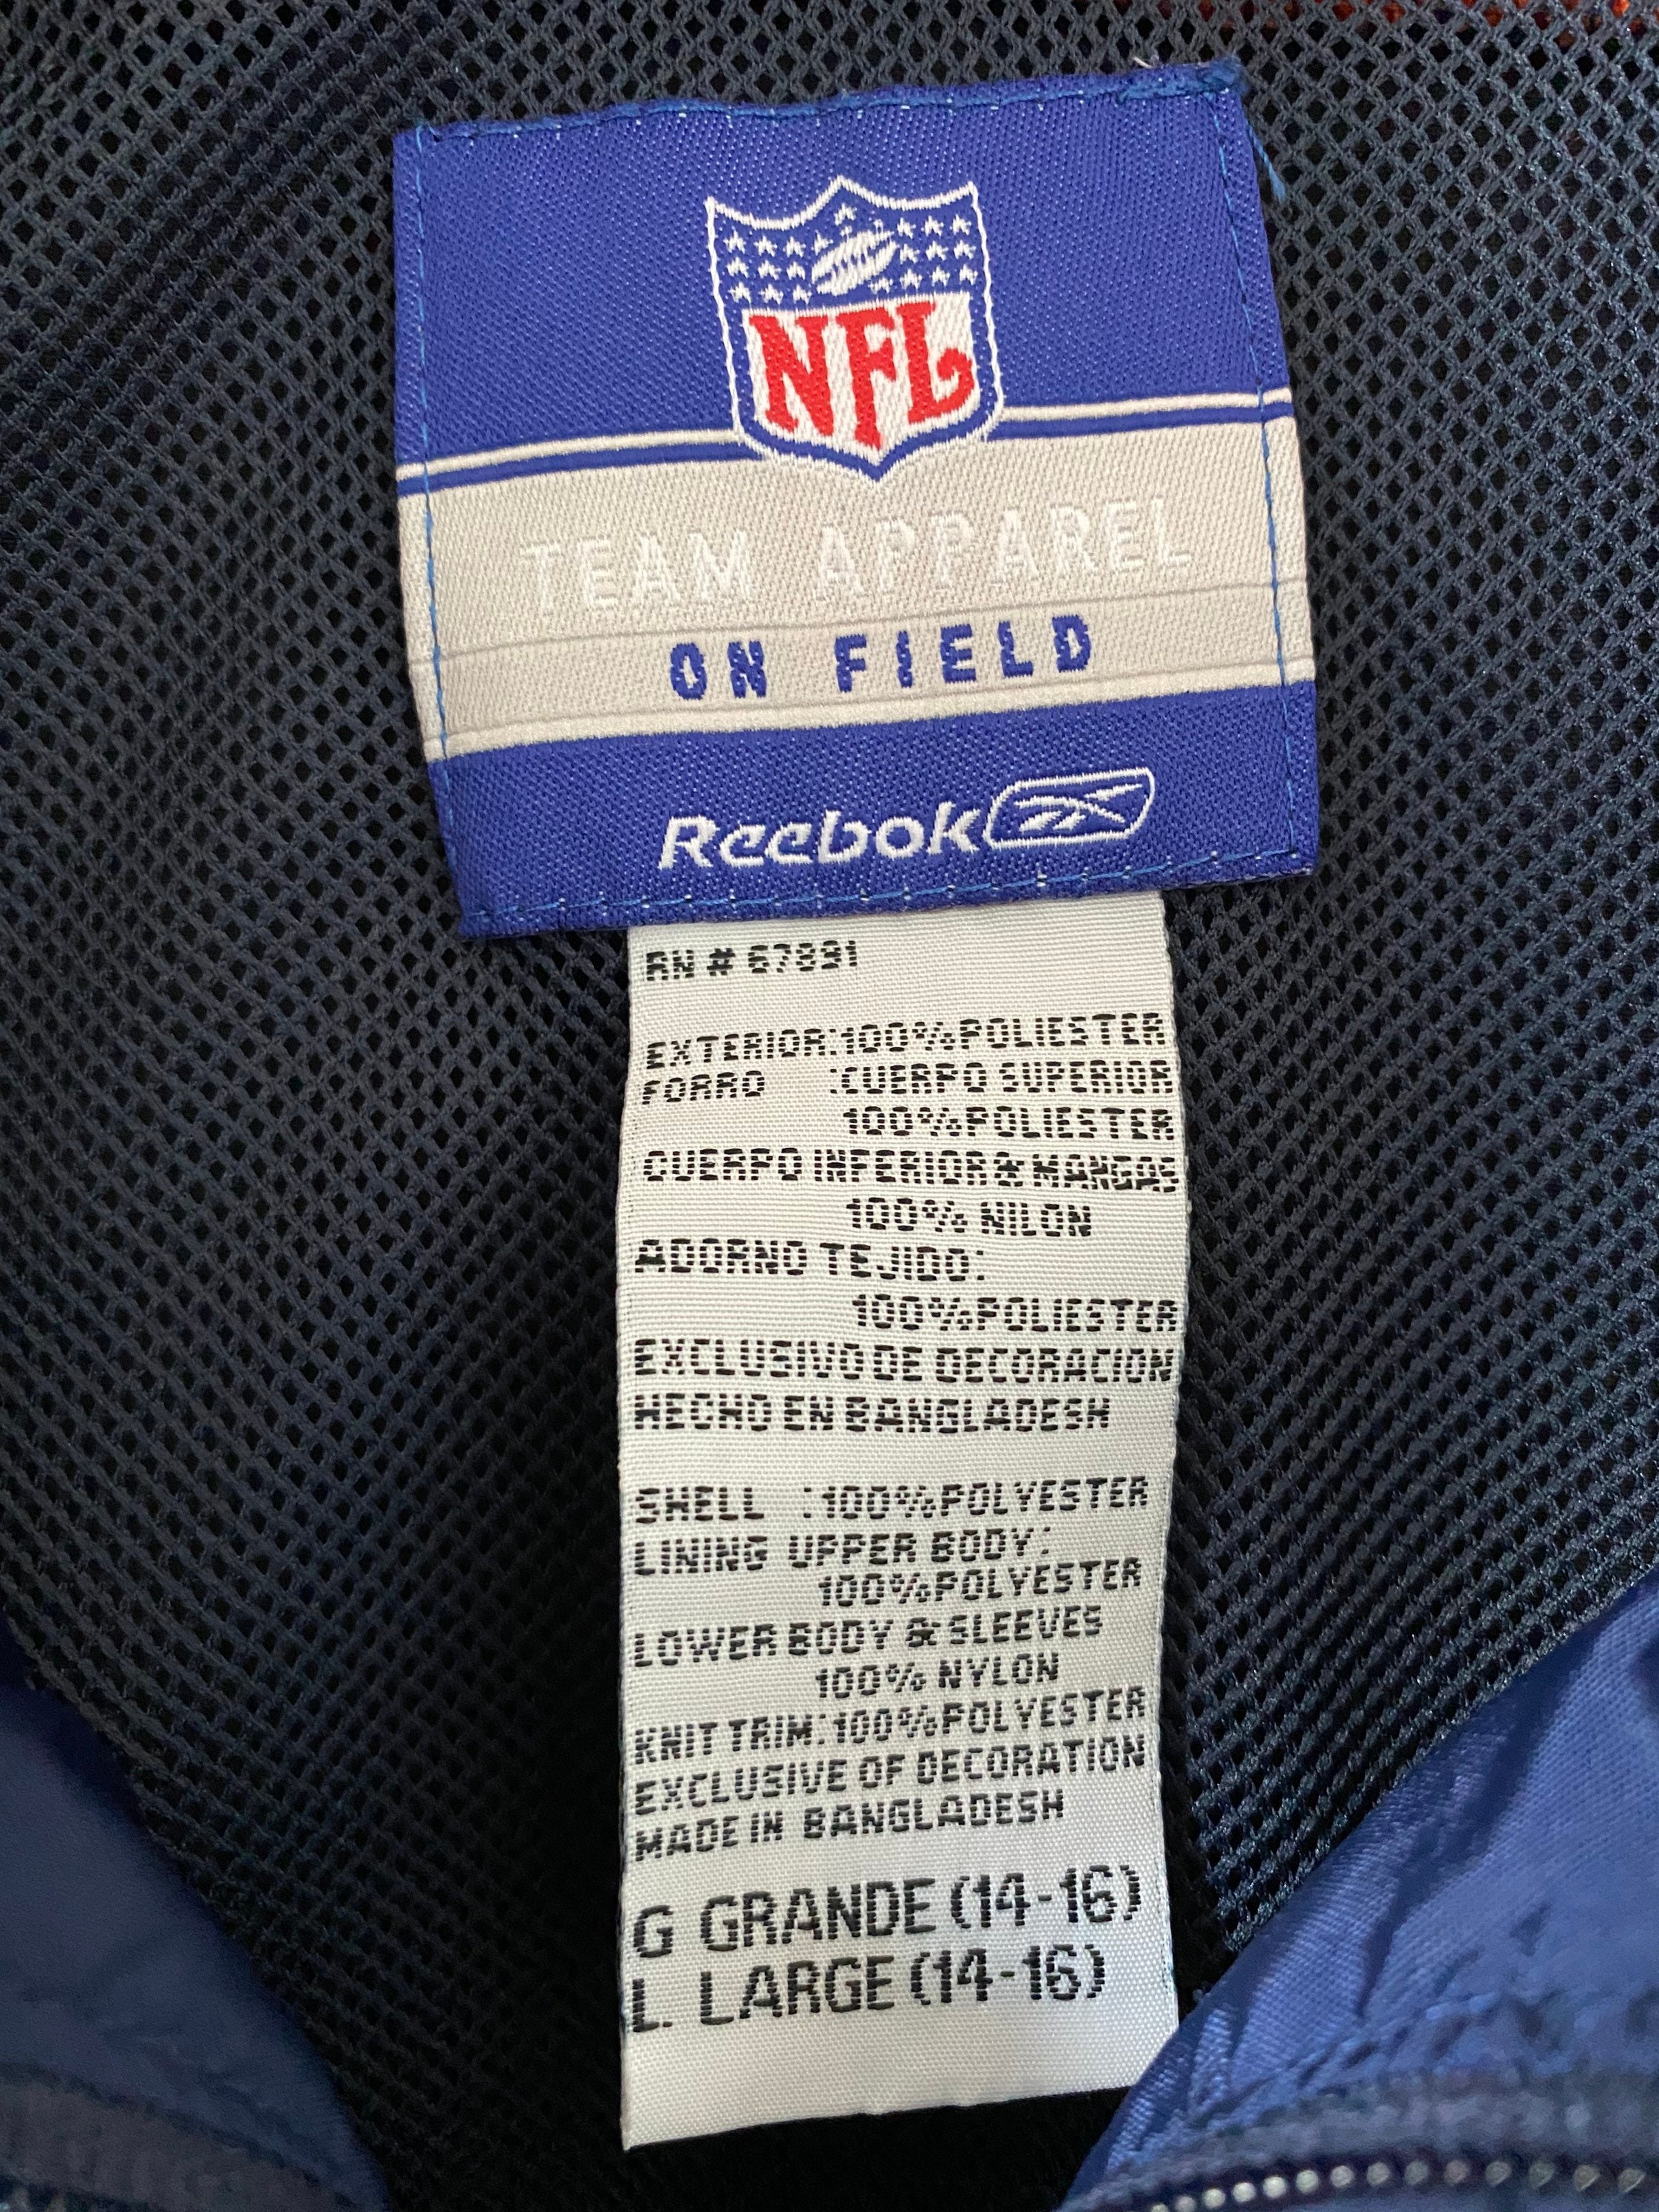 NFL
TEAM APPAREL
ON FIELD
Reebok
RN # 67891
EXTERIOR:100%POLIESTER
FORRO :CUERPO SUPERIOR
100%POLIESTER
CUERPO INFERIOR & MANGAS
100% NILON
ADORNO TEJIDO:
100%POLIESTER
EXCLUSIVO DE DECORACION
HECHO EN BANGLADESH
SHELL :100%POLYESTER
LINING UPPER BODY:
100%POLYESTER
LOWER BODY & SLEEVES
100% NYLON
KNIT TRIM:100%POLYESTER
EXCLUSIVE OF DECORATION
MADE IN BANGLADESH
G GRANDE (14-16)
L LARGE (14-16)